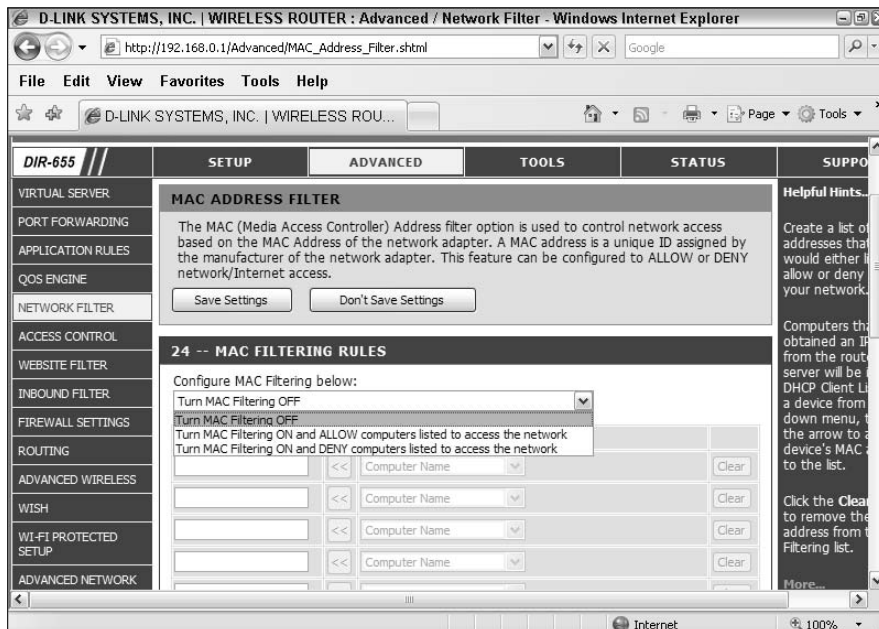 D-LINK SYSTEMS, INC. | WIRELESS ROUTER : Advanced / Network Filter - Windows Internet Explorer
http://192.168.0.1/Advanced/MAC_Address_Filter.shtml
Google
File Edit View Favorites Tools Help
D-LINK SYSTEMS, INC. | WIRELESS ROU...
Page
Tools
DIR-655
SETUP
ADVANCED
TOOLS
STATUS
SUPPO
VIRTUAL SERVER
PORT FORWARDING
APPLICATION RULES
QOS ENGINE
NETWORK FILTER
ACCESS CONTROL
WEBSITE FILTER
INBOUND FILTER
FIREWALL SETTINGS
ROUTING
ADVANCED WIRELESS
WISH
WI-FI PROTECTED
SETUP
ADVANCED NETWORK
MAC ADDRESS FILTER
The MAC (Media Access Controller) Address filter
option is used to control network access
based on the MAC Address of the network adapter. A MAC address is a unique ID assigned by
the manufacturer of the network adapter. This feature can be configured to ALLOW or DENY
network/Internet access.
Save Settings
Don't Save Settings
24 -- MAC FILTERING RULES
Configure MAC Filtering below:
Turn MAC Filtering OFF
Turn MAC Filtering OFF
Turn MAC Filtering ON and ALLOW computers listed to access the network
Turn MAC Filtering ON and DENY computers listed to access the network
<< Computer Name Clear
<< Computer Name Clear
<< Computer Name Clear
<< Computer Name Clear
Helpful Hints..
Create a list of
addresses that
would either li
allow or deny
your network.
Computers tha
obtained an IP
from the route
server will be i
DHCP Client Li
a device from
down menu, t
the arrow to a
device's MAC a
to the list.
Click the Clear
to remove the
address from t
Filtering list.
More...
Internet
100%